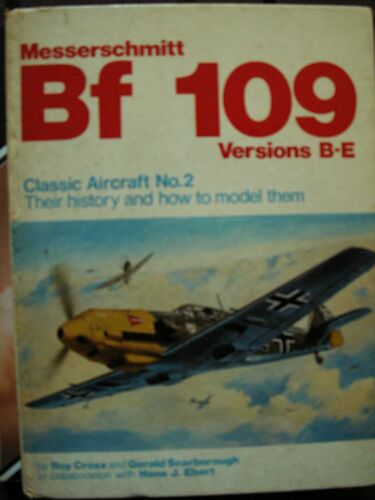 Messerschmitt
Bf 109
Versions B-E
Classic Aircraft No.2
Their history and how to model them
by Roy Cross and Gerald Scarborough
in collaboration with Hans J. Ebert